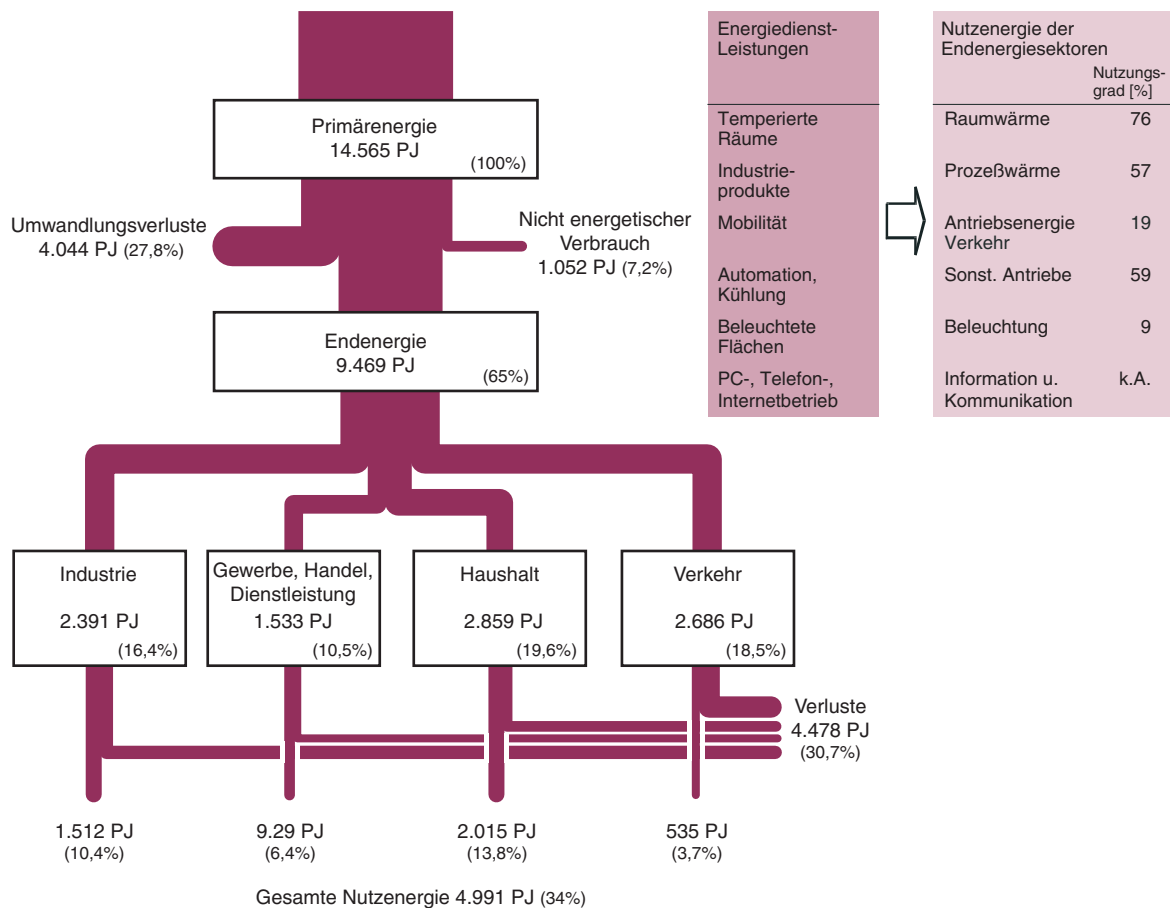 Primärenergie
14.565 PJ
(100%)
Umwandlungsverluste
4.044 PJ (27,8%)
Nicht energetischer
Verbrauch
1.052 PJ (7,2%)
Endenergie
9.469 PJ
(65%)
Industrie
2.391 PJ
(16,4%)
Gewerbe, Handel,
Dienstleistung
1.533 PJ
(10,5%)
Haushalt
2.859 PJ
(19,6%)
Verkehr
2.686 PJ
(18,5%)
Verluste
4.478 PJ
(30,7%)
1.512 PJ
(10,4%)
9.29 PJ
(6,4%)
2.015 PJ
(13,8%)
535 PJ
(3,7%)
Gesamte Nutzenergie 4.991 PJ (34%)
Energiedienst-
Leistungen
Temperierte
Räume
Industrie-
produkte
Mobilität
Automation,
Kühlung
Beleuchtete
Flächen
PC-, Telefon-,
Internetbetrieb
Nutzenergie der
Endenergiesektoren
Nutzungs-
grad [%]
Raumwärme 76
Prozeßwärme 57
Antriebsenergie 19
Verkehr
Sonst. Antriebe 59
Beleuchtung 9
Information u. k.A.
Kommunikation